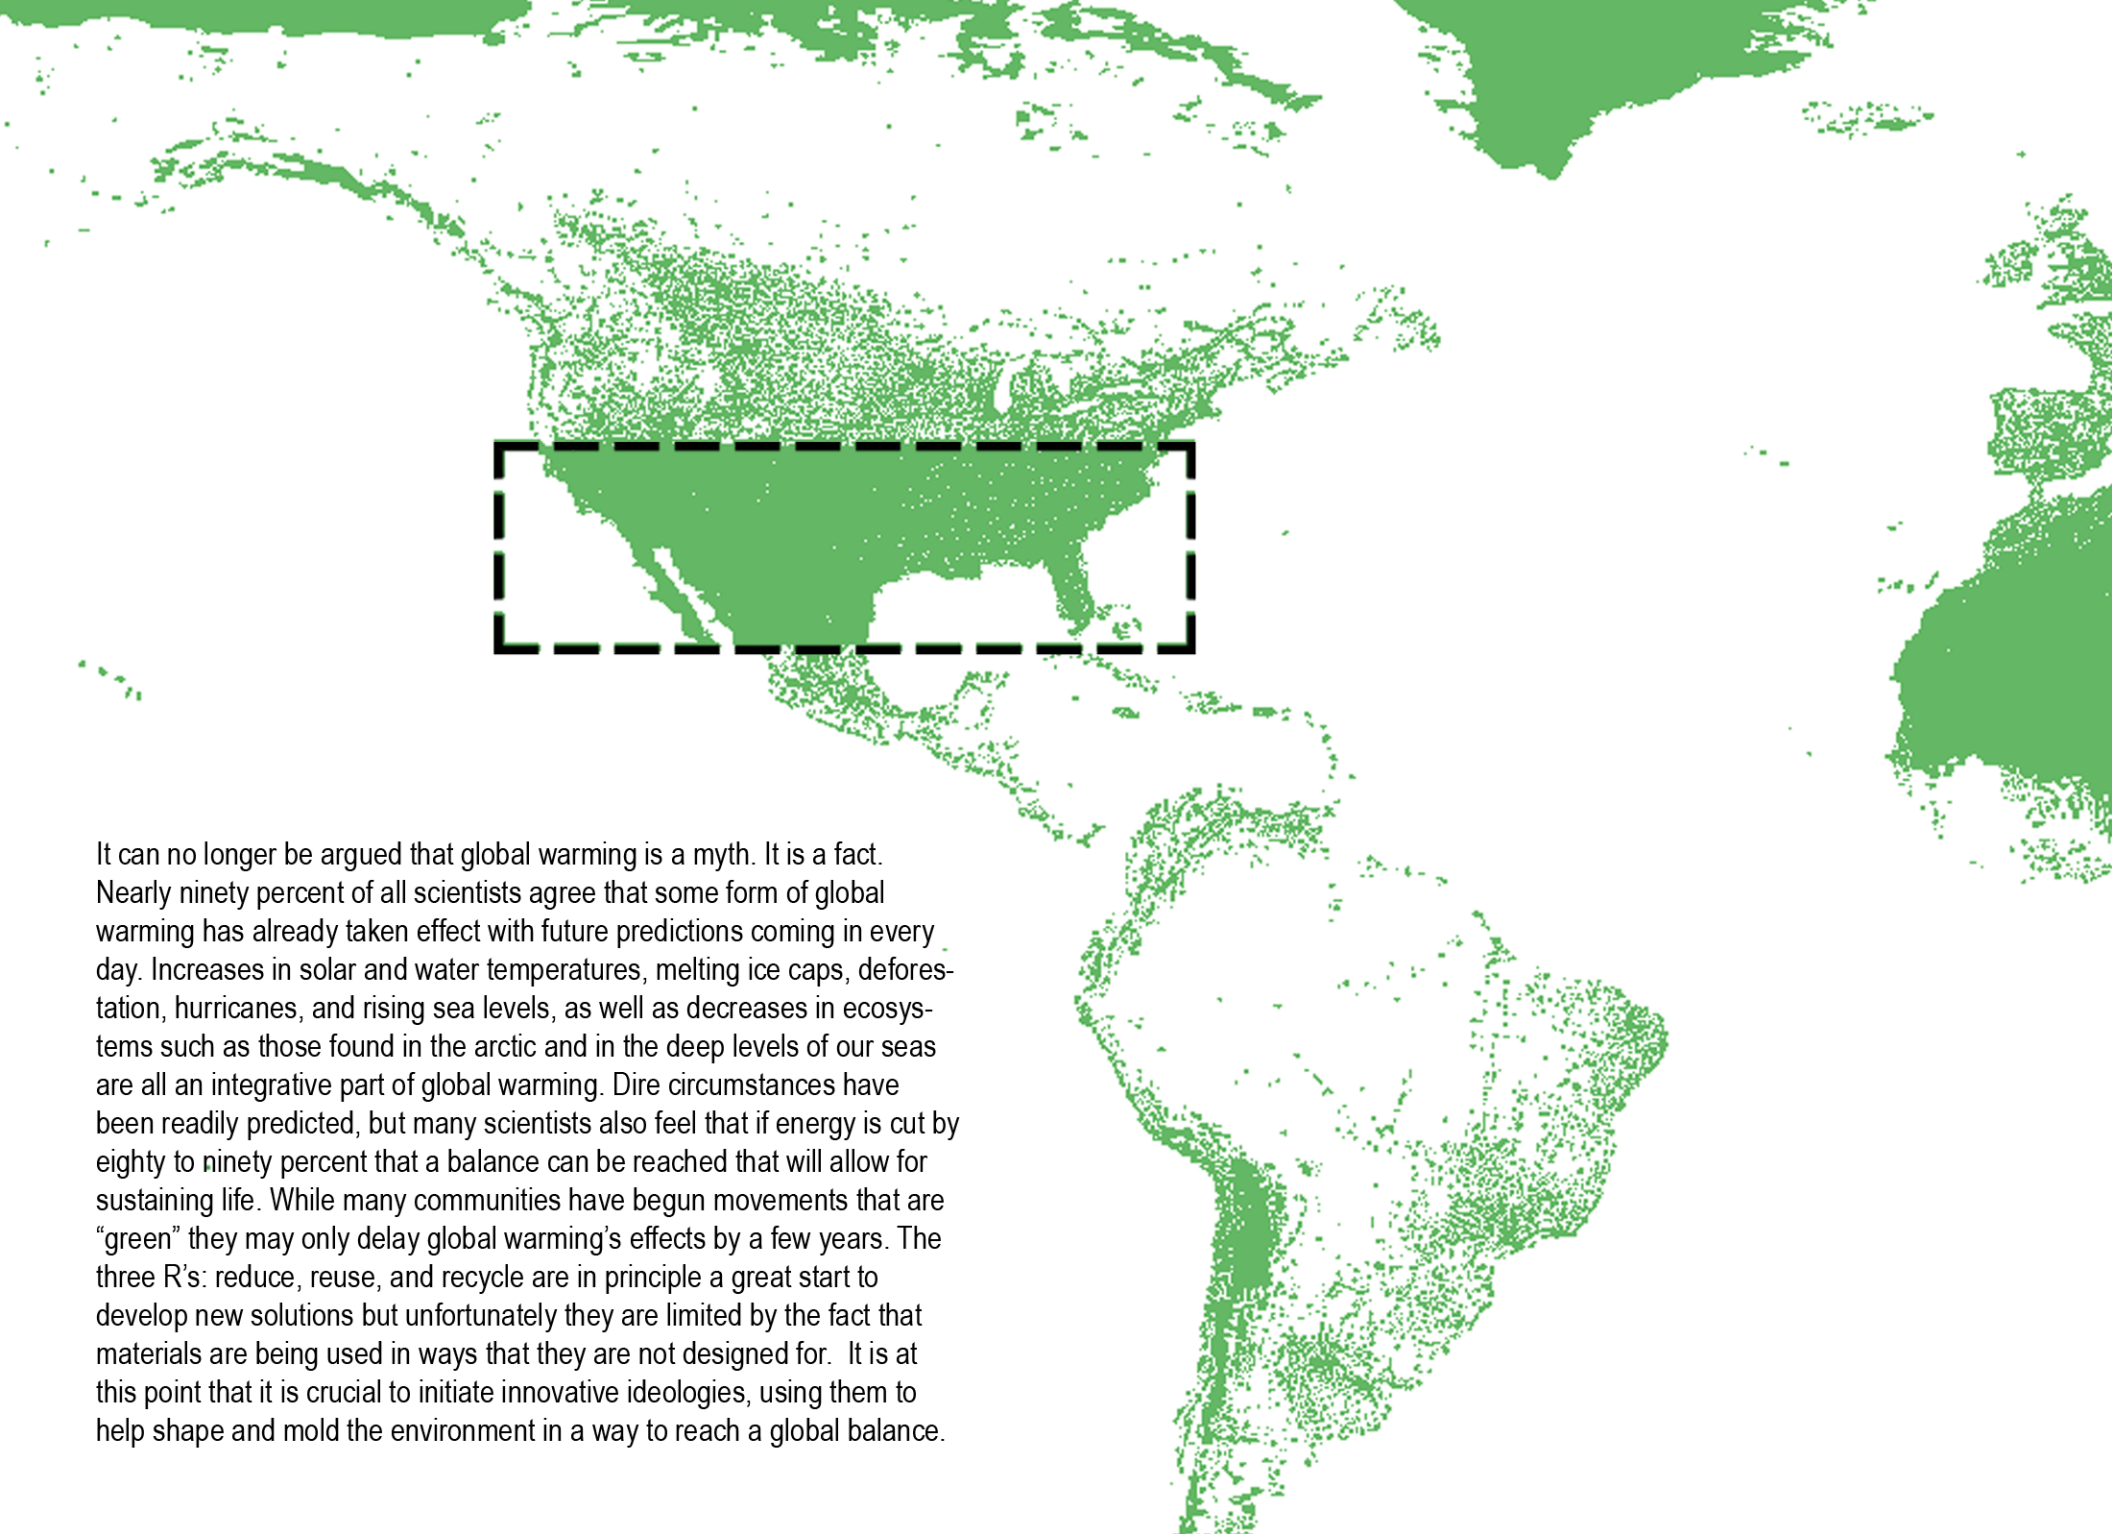 It can no longer be argued that global warming is a myth. It is a fact.
Nearly ninety percent of all scientists agree that some form of global
warming has already taken effect with future predictions coming in every
day. Increases in solar and water temperatures, melting ice caps, defores-
tation, hurricanes, and rising sea levels, as well as decreases in ecosys-
tems such as those found in the arctic and in the deep levels of our seas
are all an integrative part of global warming. Dire circumstances have
been readily predicted, but many scientists also feel that if energy is cut by
eighty to ninety percent that a balance can be reached that will allow for
sustaining life. While many communities have begun movements that are
“green” they may only delay global warming’s effects by a few years. The
three R’s: reduce, reuse, and recycle are in principle a great start to
develop new solutions but unfortunately they are limited by the fact that
materials are being used in ways that they are not designed for.  It is at
this point that it is crucial to initiate innovative ideologies, using them to
help shape and mold the environment in a way to reach a global balance.